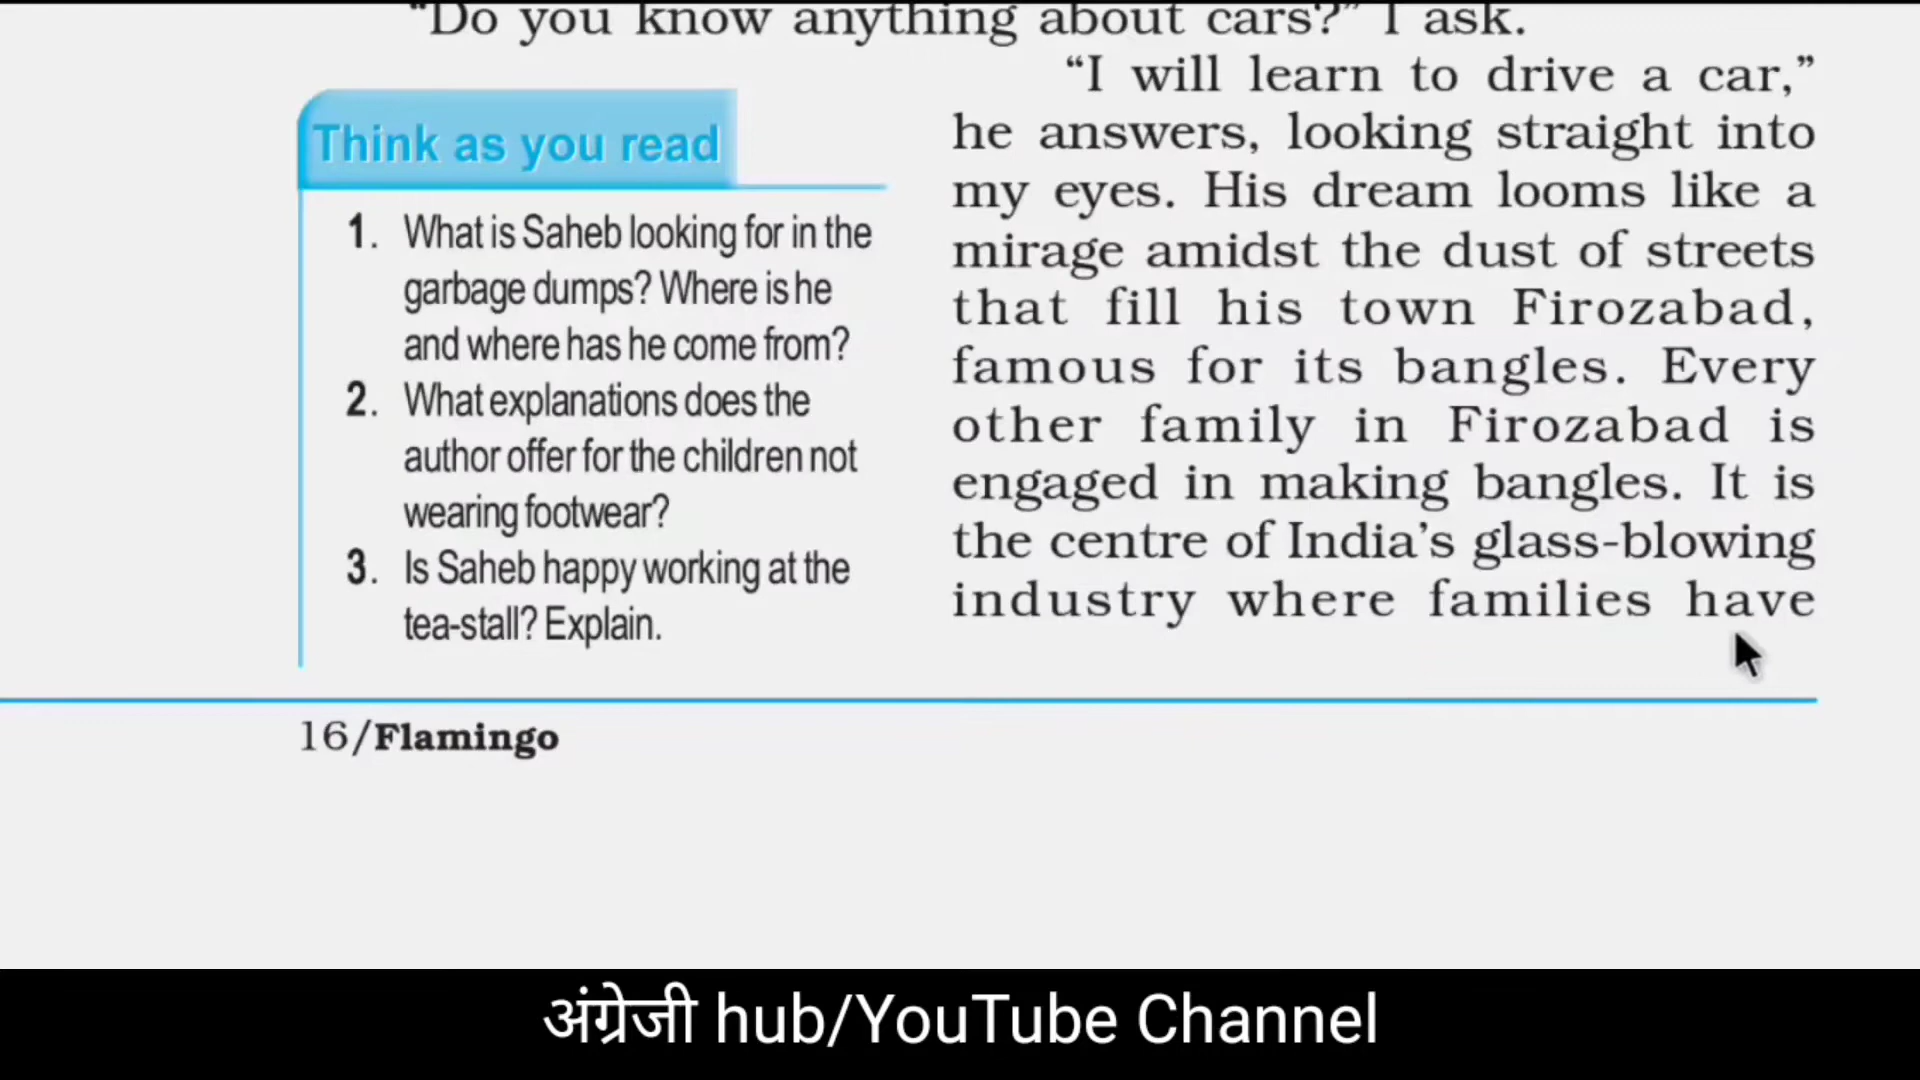 "Do you know anything about cars?" I ask.
Think as you read
1. What is Saheb looking for in the
garbage dumps? Where is he
and where has he come from?
2. What explanations does the
author offer for the children not
wearing footwear?
3. Is Saheb happy working at the
tea-stall? Explain.
“I will learn to drive a car,”
he answers, looking straight into
my eyes. His dream looms like a
mirage amidst the dust of streets
that fill his town Firozabad,
famous for its bangles. Every
other family in Firozabad is
engaged in making bangles. It is
the centre of India’s glass-blowing
industry where families have
16/Flamingo
अंग्रेजी hub/YouTube Channel